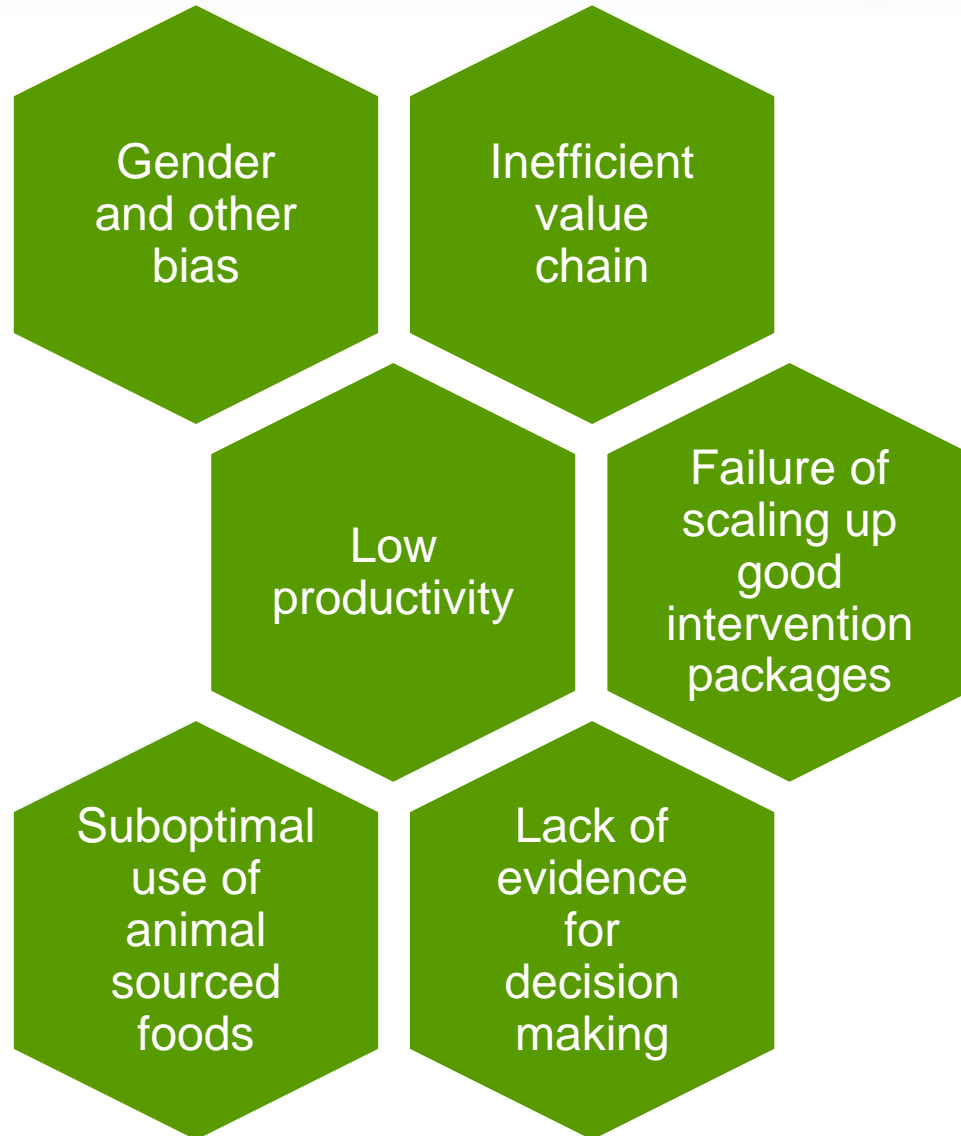 Gender
and other
bias
Inefficient
value
chain
Low
productivity
Failure of
scaling up
good
intervention
packages
Suboptimal
use of
animal
sourced
foods
Lack of
evidence
for
decision
making